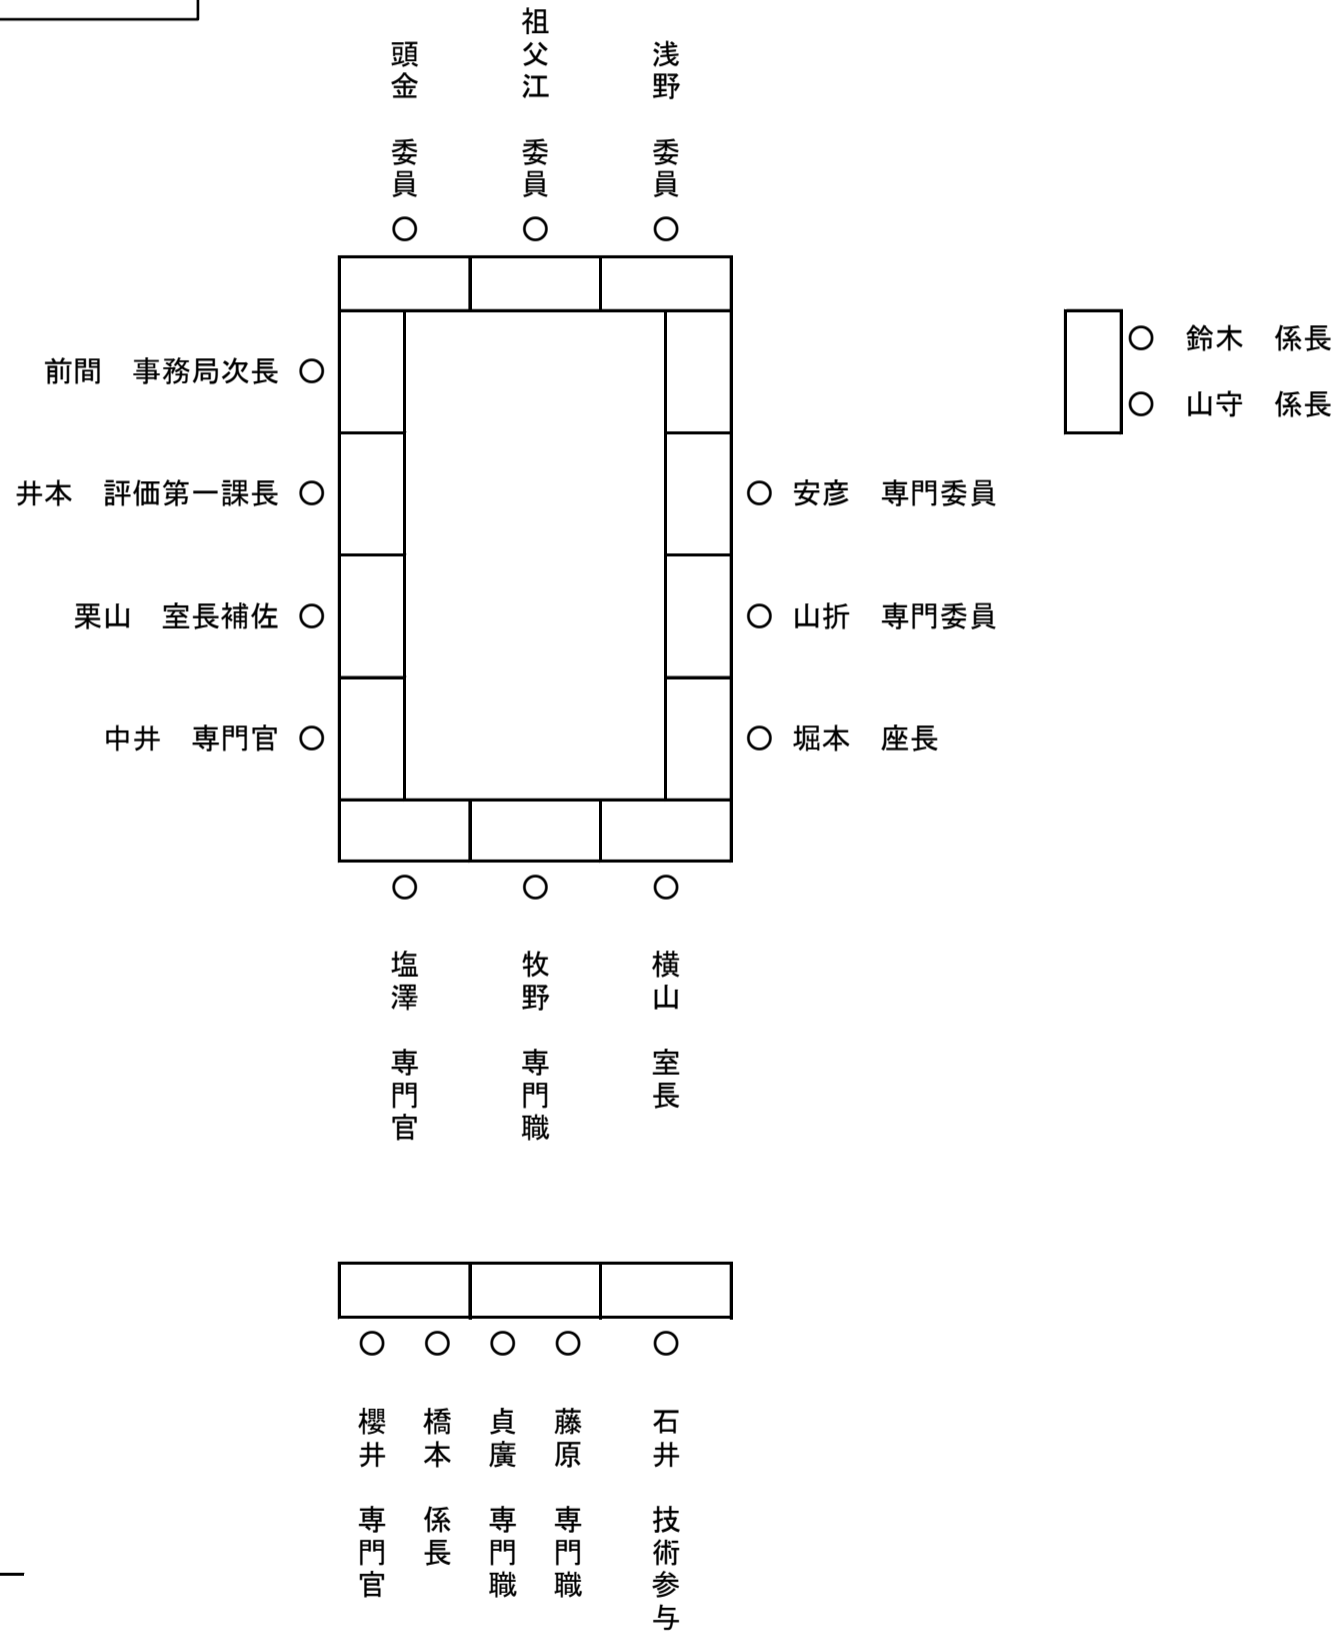 頭金　委員
祖父江　委員
浅野　委員
前間　事務局次長
井本　評価第一課長
栗山　室長補佐
中井　専門官
鈴木　係長
山守　係長
安彦　専門委員
山折　専門委員
堀本　座長
塩澤　専門官
牧野　専門職
横山　室長
櫻井　専門官
橋本　係長
貞廣　専門職
藤原　専門職
石井　技術参与